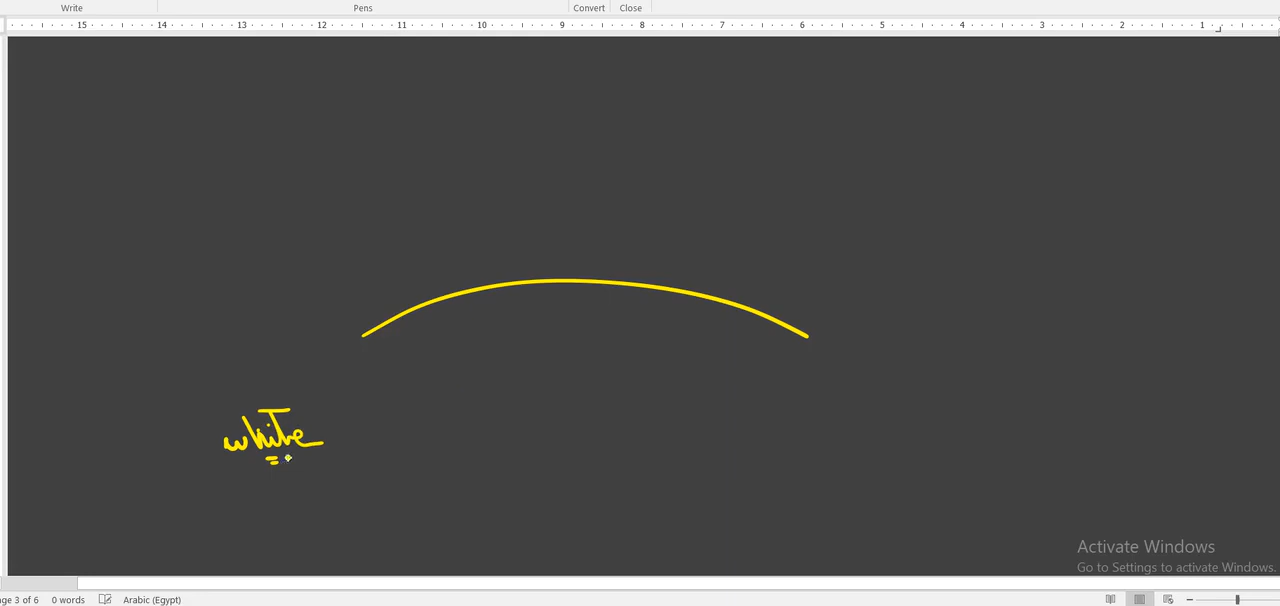 Write Pens Convert Close
15 14 13 12 11 10 9 8 7 6 5 4 3 2 1
white
Activate Windows
Go to Settings to activate Windows.
age 3 of 6 0 words Arabic (Egypt)